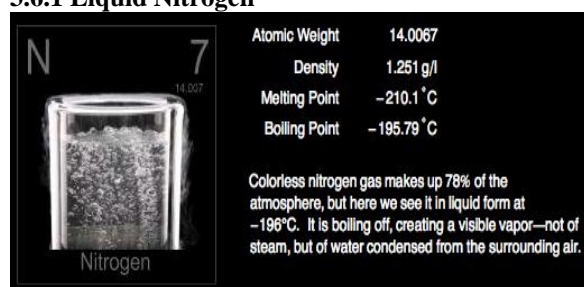 3.6.1 Liquid Nitrogen
N 7
14.007
Nitrogen
Atomic Weight 14.0067
Density 1.251 g/l
Melting Point −210.1°C
Boiling Point −195.79°C
Colorless nitrogen gas makes up 78% of the
atmosphere, but here we see it in liquid form at
−196°C. It is boiling off, creating a visible vapor—not of
steam, but of water condensed from the surrounding air.